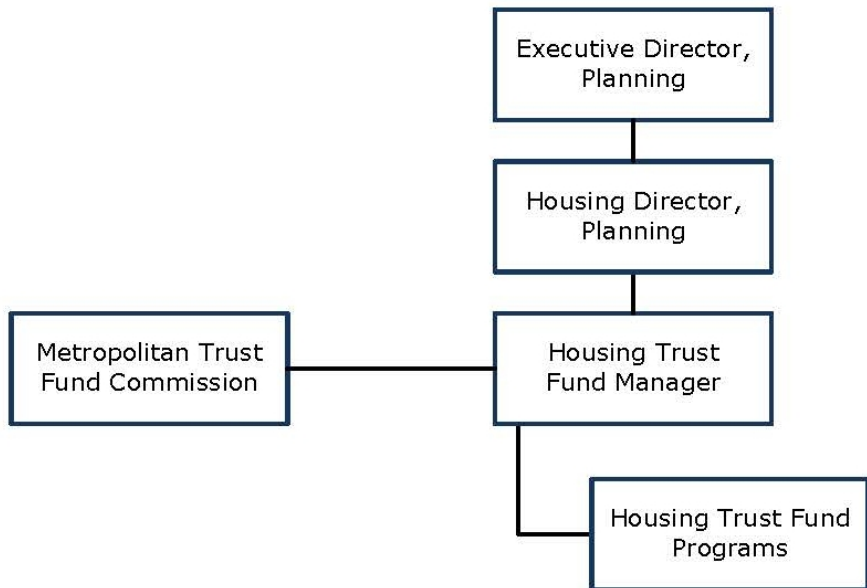 Executive Director,
Planning
Housing Director,
Planning
Metropolitan Trust
Fund Commission
Housing Trust
Fund Manager
Housing Trust Fund
Programs